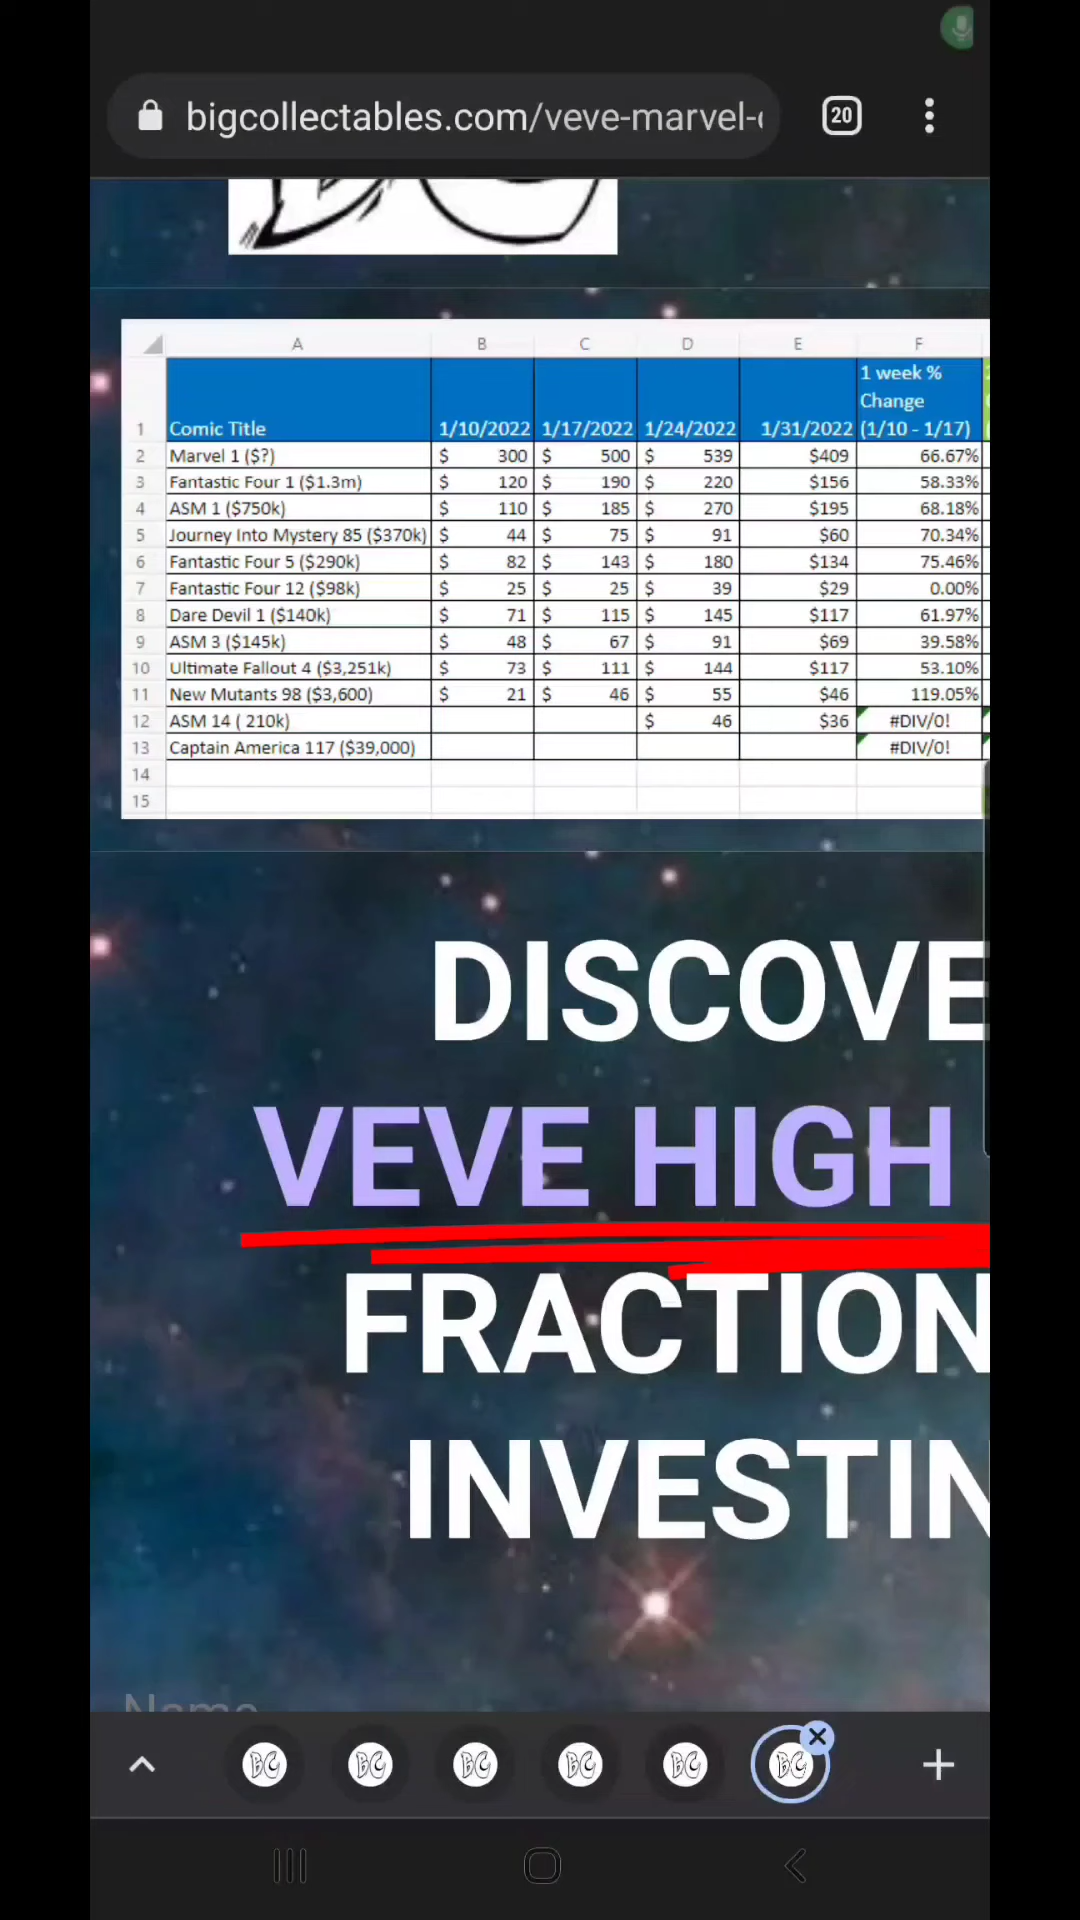 bigcollectables.com/veve-marvel-
20
A B C D E F
1 Comic Title 1/10/2022 1/17/2022 1/24/2022 1/31/2022 1 week % Change (1/10 - 1/17)
2 Marvel 1 ($?) $ 300 $ 500 $ 539 $409 66.67%
3 Fantastic Four 1 ($1.3m) $ 120 $ 190 $ 220 $156 58.33%
4 ASM 1 ($750k) $ 110 $ 185 $ 270 $195 68.18%
5 Journey Into Mystery 85 ($370k) $ 44 $ 75 $ 91 $60 70.34%
6 Fantastic Four 5 ($290k) $ 82 $ 143 $ 180 $134 75.46%
7 Fantastic Four 12 ($98k) $ 25 $ 25 $ 39 $29 0.00%
8 Dare Devil 1 ($140k) $ 71 $ 115 $ 145 $117 61.97%
9 ASM 3 ($145k) $ 48 $ 67 $ 91 $69 39.58%
10 Ultimate Fallout 4 ($3,251k) $ 73 $ 111 $ 144 $117 53.10%
11 New Mutants 98 ($3,600) $ 21 $ 46 $ 55 $46 119.05%
12 ASM 14 ( 210k) $ 46 $36 #DIV/0!
13 Captain America 117 ($39,000) #DIV/0!
14
15
DISCOVE
VEVE HIGH
FRACTION
INVESTIN
Name
BC BC BC BC BC BC